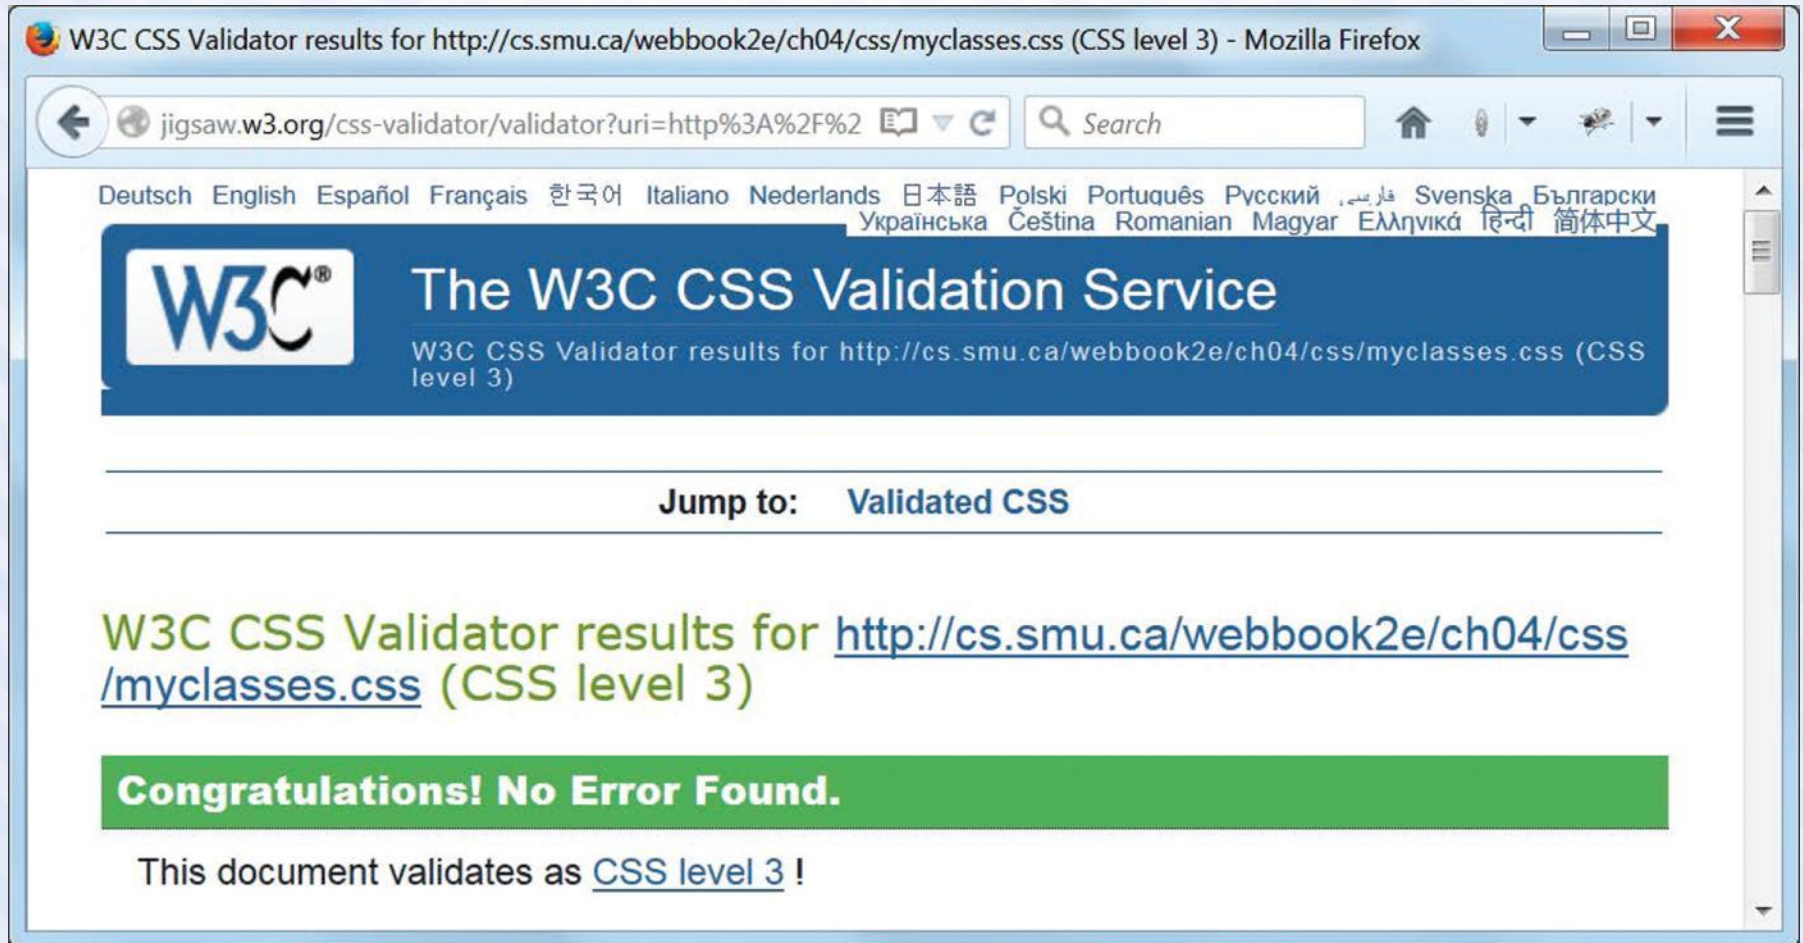 W3C CSS Validator results for http://cs.smu.ca/webbook2e/ch04/css/myclasses.css (CSS level 3) - Mozilla Firefox
jigsaw.w3.org/css-validator/validator?uri=http%3A%2F%2 Search
Deutsch English Español Français 한국어 Italiano Nederlands 日本語 Polski Português Русский فارسی Svenska Български
Українська Čeština Romanian Magyar Ελληνικά हिन्दी 简体中文
W3C®
The W3C CSS Validation Service
W3C CSS Validator results for http://cs.smu.ca/webbook2e/ch04/css/myclasses.css (CSS
level 3)
Jump to: Validated CSS
W3C CSS Validator results for http://cs.smu.ca/webbook2e/ch04/css
/myclasses.css (CSS level 3)
Congratulations! No Error Found.
This document validates as CSS level 3 !